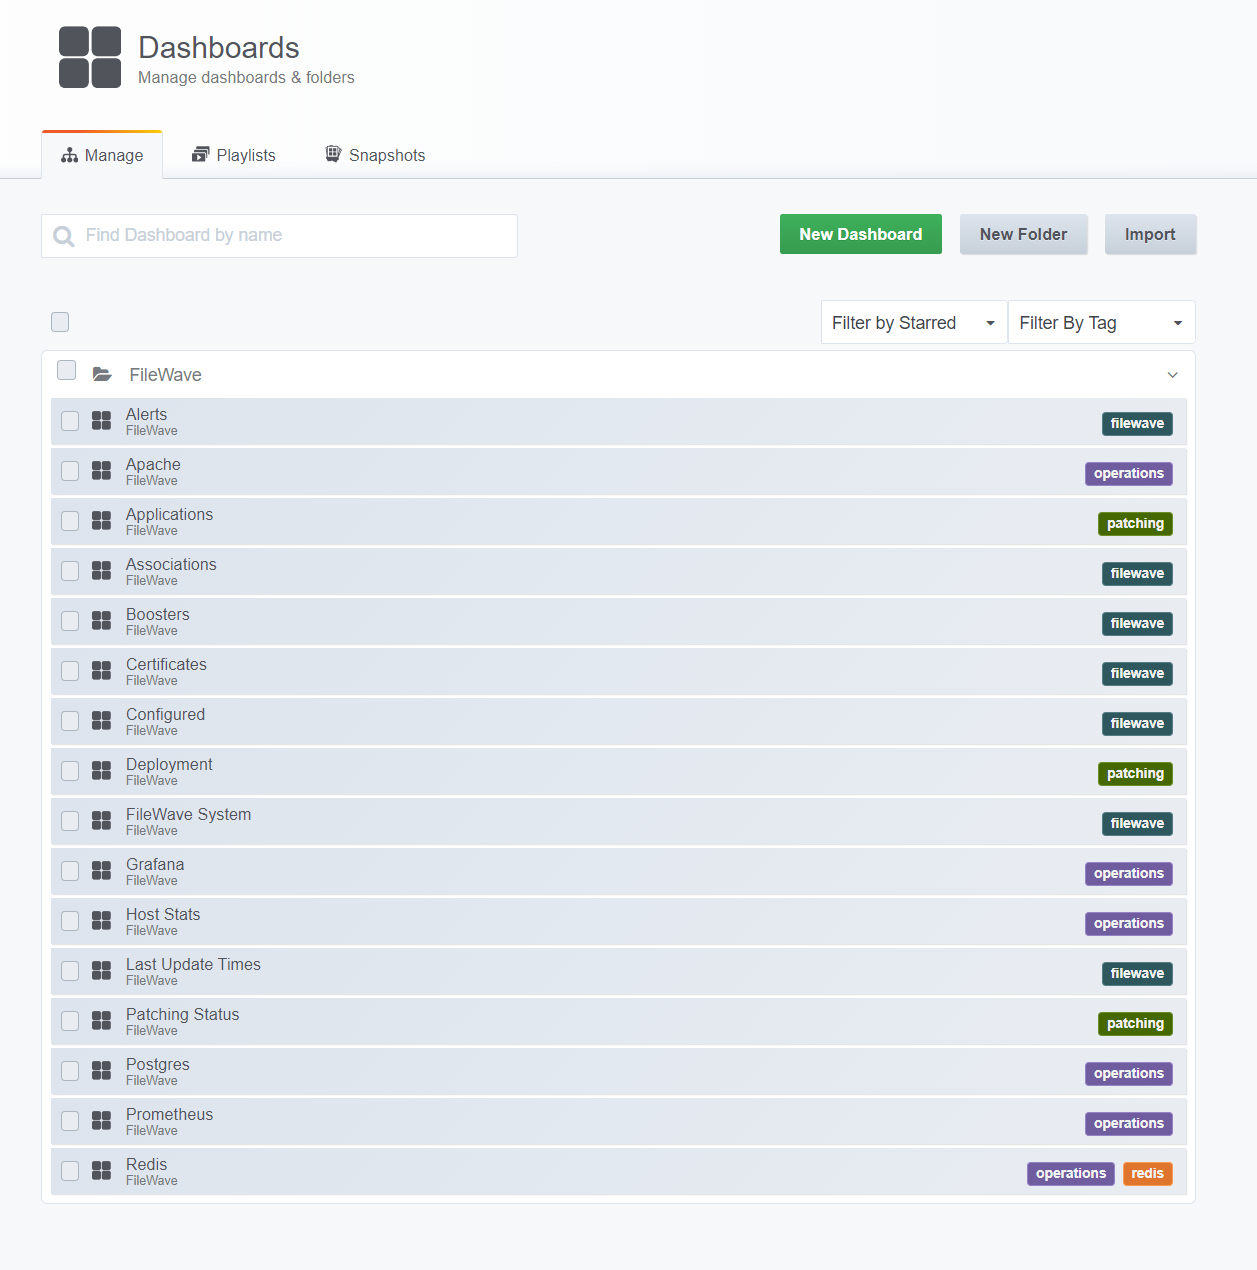 Dashboards
Manage dashboards & folders
Manage
Playlists
Snapshots
Find Dashboard by name
New Dashboard
New Folder
Import
Filter by Starred
Filter By Tag
FileWave
Alerts
FileWave
filewave
Apache
FileWave
operations
Applications
FileWave
patching
Associations
FileWave
filewave
Boosters
FileWave
filewave
Certificates
FileWave
filewave
Configured
FileWave
filewave
Deployment
FileWave
patching
FileWave System
FileWave
filewave
Grafana
FileWave
operations
Host Stats
FileWave
operations
Last Update Times
FileWave
filewave
Patching Status
FileWave
patching
Postgres
FileWave
operations
Prometheus
FileWave
operations
Redis
FileWave
operations
redis